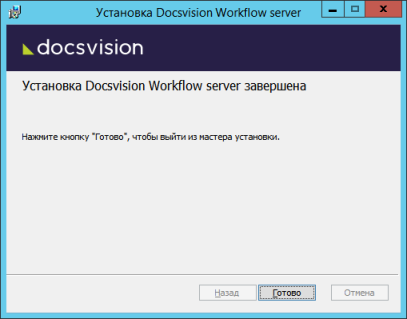 Установка Docsvision Workflow server
docsvision
Установка Docsvision Workflow server завершена
Нажмите кнопку "Готово", чтобы выйти из мастера установки.
Назад
Готово
Отмена